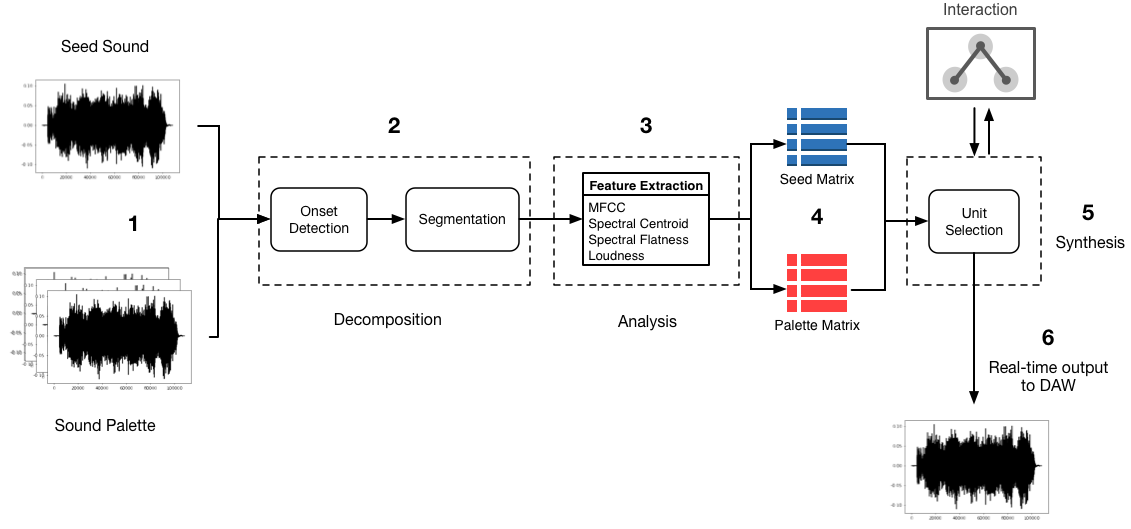 Interaction
Seed Sound
2
3
Seed Matrix
Feature Extraction
MFCC
Spectral Centroid
Spectral Flatness
Loudness
Onset
Detection
Segmentation
1
4
Unit
Selection
5
Synthesis
Decomposition
Analysis
Palette Matrix
6
Real-time output
to DAW
Sound Palette